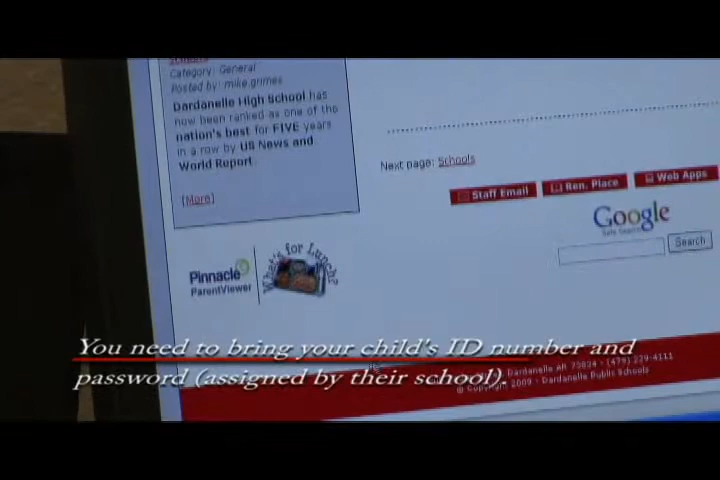 Schools
Category: General
Posted by: mike grimes
Dardanelle High School has
now been ranked as one of the
nation's best for FIVE years
in a row by US News and
World Report.
[More]
Next page: Schools
Staff Email
Ren. Place
Web Apps
Google
Safe Search
Search
Pinnacle
ParentViewer
What's for Lunch?
You need to bring your child's ID number and
password (assigned by their school).
Dardanelle AR 72834 - (479) 229-4111
© Copyright 2009 - Dardanelle Public Schools